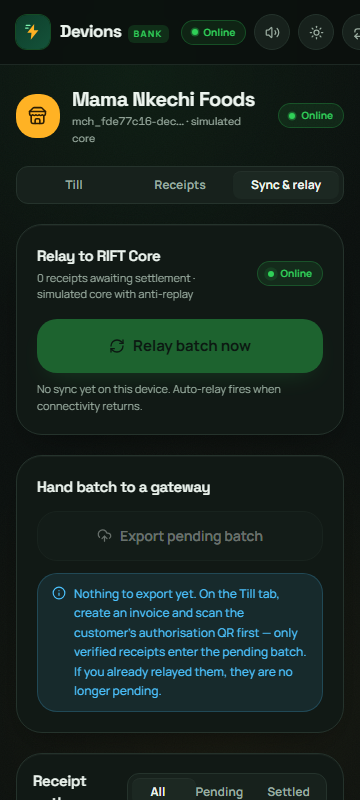 Devions BANK Online
Mama Nkechi Foods
mch_fde77c16-dec... · simulated
core
Online
Till Receipts Sync & relay
Relay to RIFT Core
0 receipts awaiting settlement ·
simulated core with anti-replay
Online
Relay batch now
No sync yet on this device. Auto-relay fires when
connectivity returns.
Hand batch to a gateway
Export pending batch
Nothing to export yet. On the Till tab,
create an invoice and scan the
customer's authorisation QR first — only
verified receipts enter the pending batch.
If you already relayed them, they are no
longer pending.
Receipt
All Pending Settled